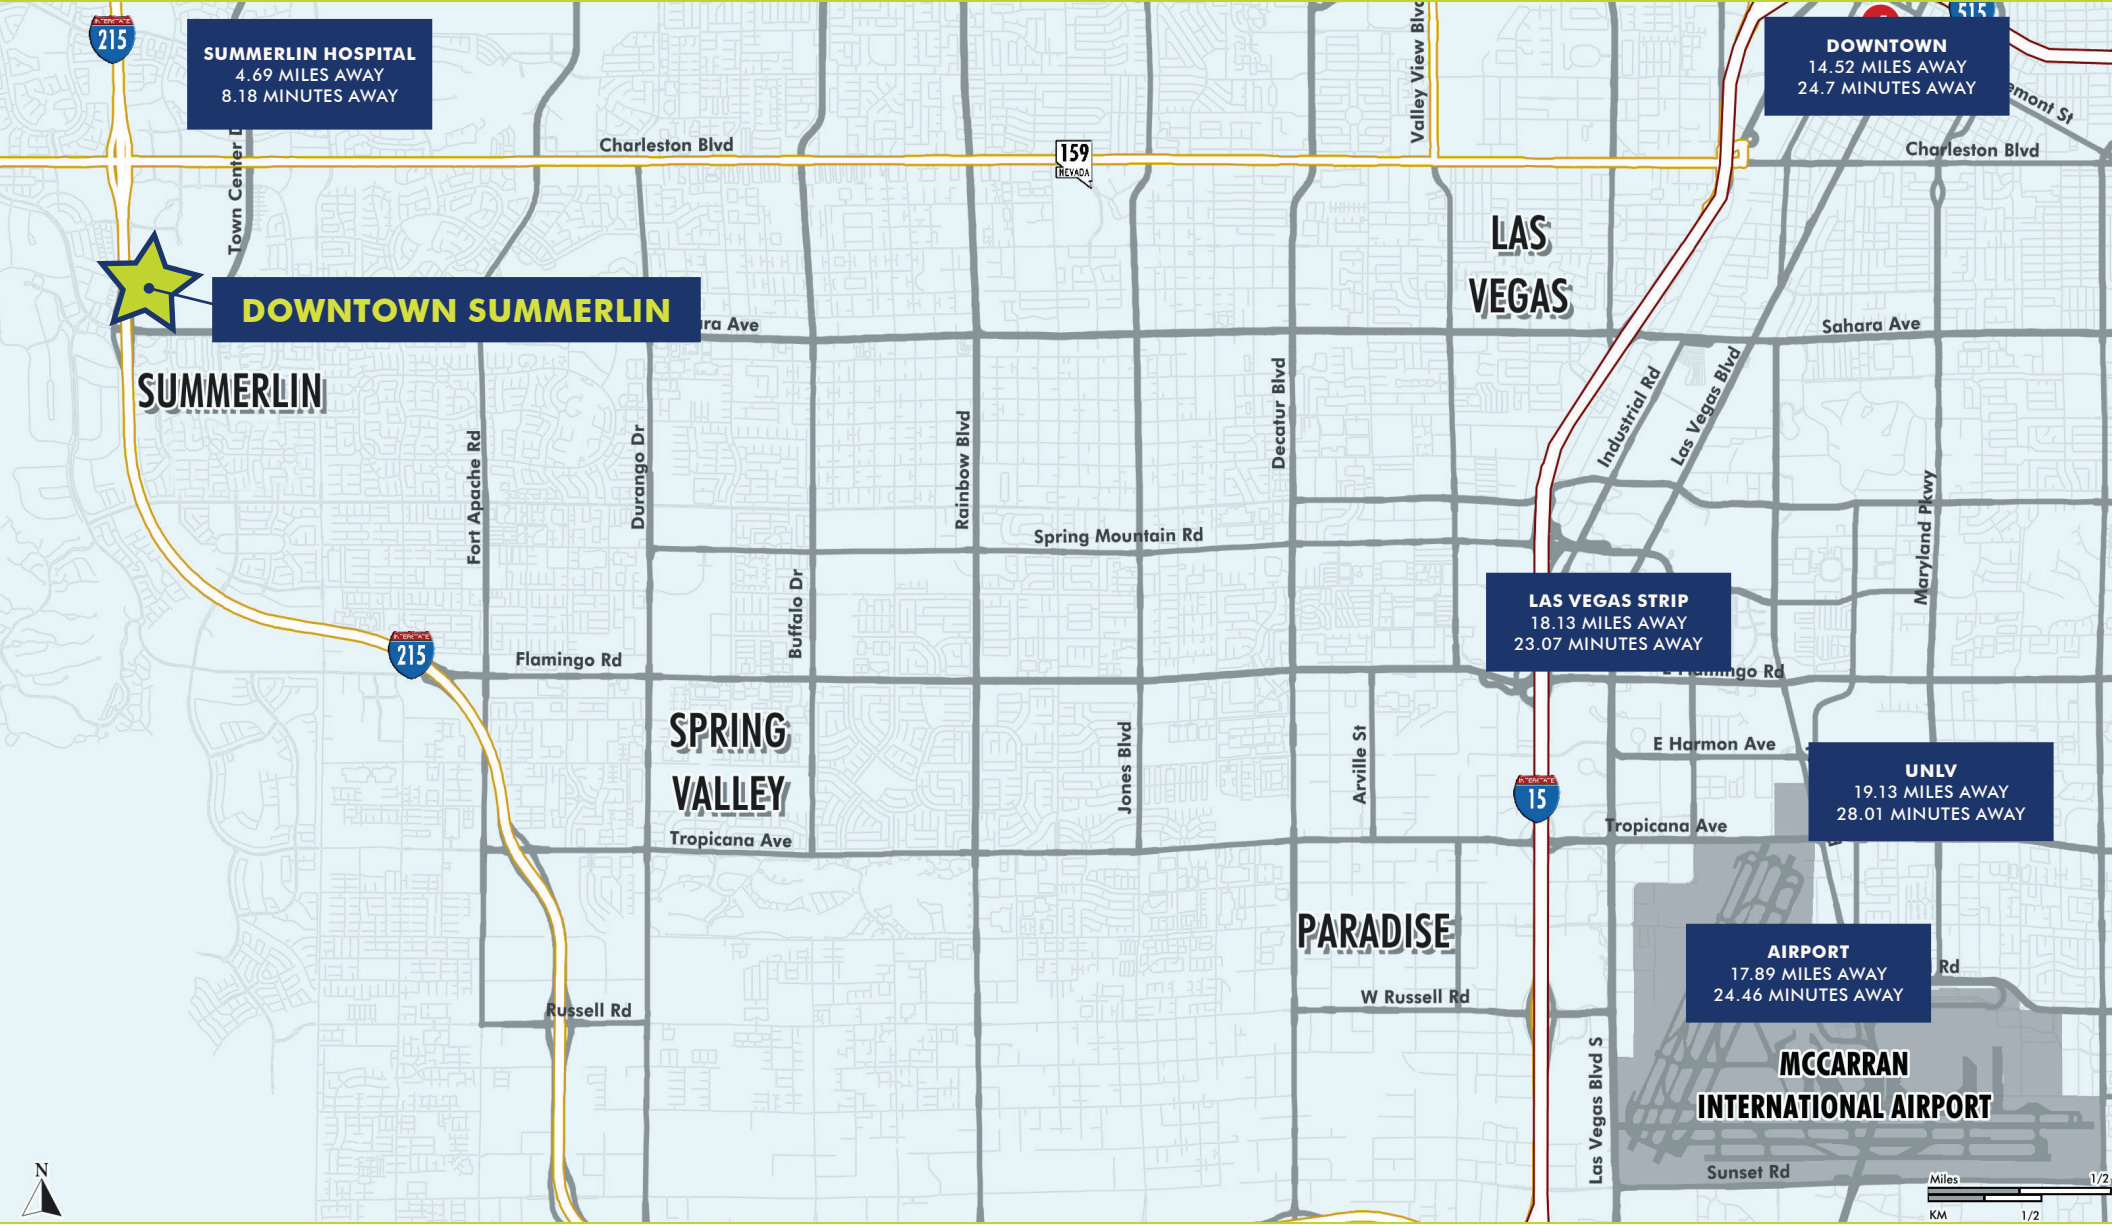 INTERSTATE
215
SUMMERLIN HOSPITAL
4.69 MILES AWAY
8.18 MINUTES AWAY
Town Center
Charleston Blvd
159
NEVADA
Valley View Blvd
515
DOWNTOWN
14.52 MILES AWAY
24.7 MINUTES AWAY
Charleston Blvd
LAS
VEGAS
DOWNTOWN SUMMERLIN
Ave
Sahara Ave
SUMMERLIN
Fort Apache Rd
Durango Dr
Rainbow Blvd
Decatur Blvd
Industrial Rd
Las Vegas Blvd
Maryland Pkwy
Spring Mountain Rd
Buffalo Dr
LAS VEGAS STRIP
18.13 MILES AWAY
23.07 MINUTES AWAY
INTERSTATE
215
Flamingo Rd
E Flamingo Rd
SPRING
VALLEY
Jones Blvd
Arville St
INTERSTATE
15
E Harmon Ave
UNLV
19.13 MILES AWAY
28.01 MINUTES AWAY
Tropicana Ave
Tropicana Ave
PARADISE
AIRPORT
17.89 MILES AWAY
24.46 MINUTES AWAY
Rd
Russell Rd
W Russell Rd
Las Vegas Blvd S
MCCARRAN
INTERNATIONAL AIRPORT
Sunset Rd
N
Miles 1/2
KM 1/2